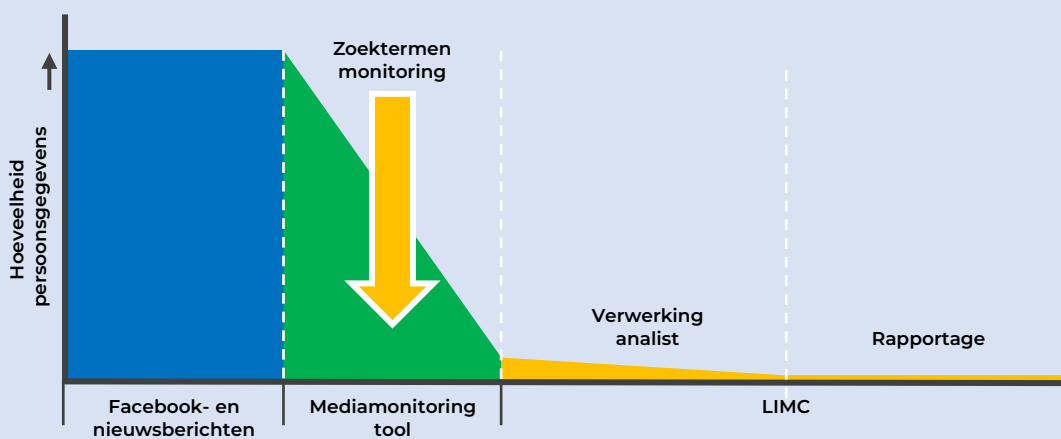 Hoeveelheid
persoonsgegevens
Zoektermen
monitoring
Verwerking
analist
Rapportage
Facebook- en
nieuwsberichten
Mediamonitoring
tool
LIMC